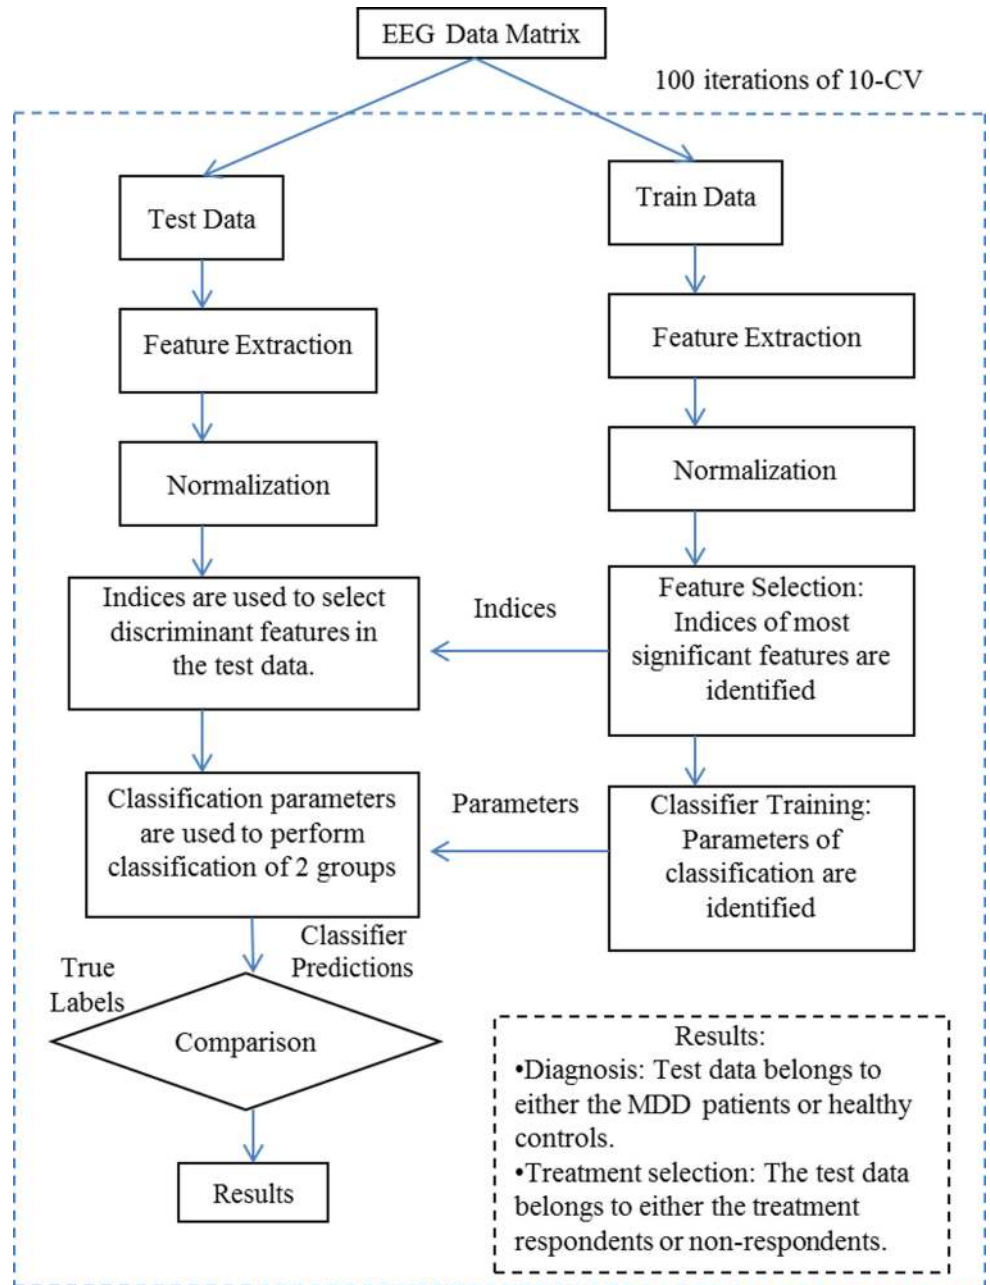 EEG Data Matrix
100 iterations of 10-CV
Test Data
Train Data
Feature Extraction
Feature Extraction
Normalization
Normalization
Indices are used to select
discriminant features in
the test data.
Indices
Feature Selection:
Indices of most
significant features are
identified
Classification parameters
are used to perform
classification of 2 groups
Parameters
Classifier Training:
Parameters of
classification are
identified
Classifier
Predictions
True
Labels
Comparison
Results
Results:
•Diagnosis: Test data belongs to
either the MDD patients or healthy
controls.
•Treatment selection: The test data
belongs to either the treatment
respondents or non-respondents.